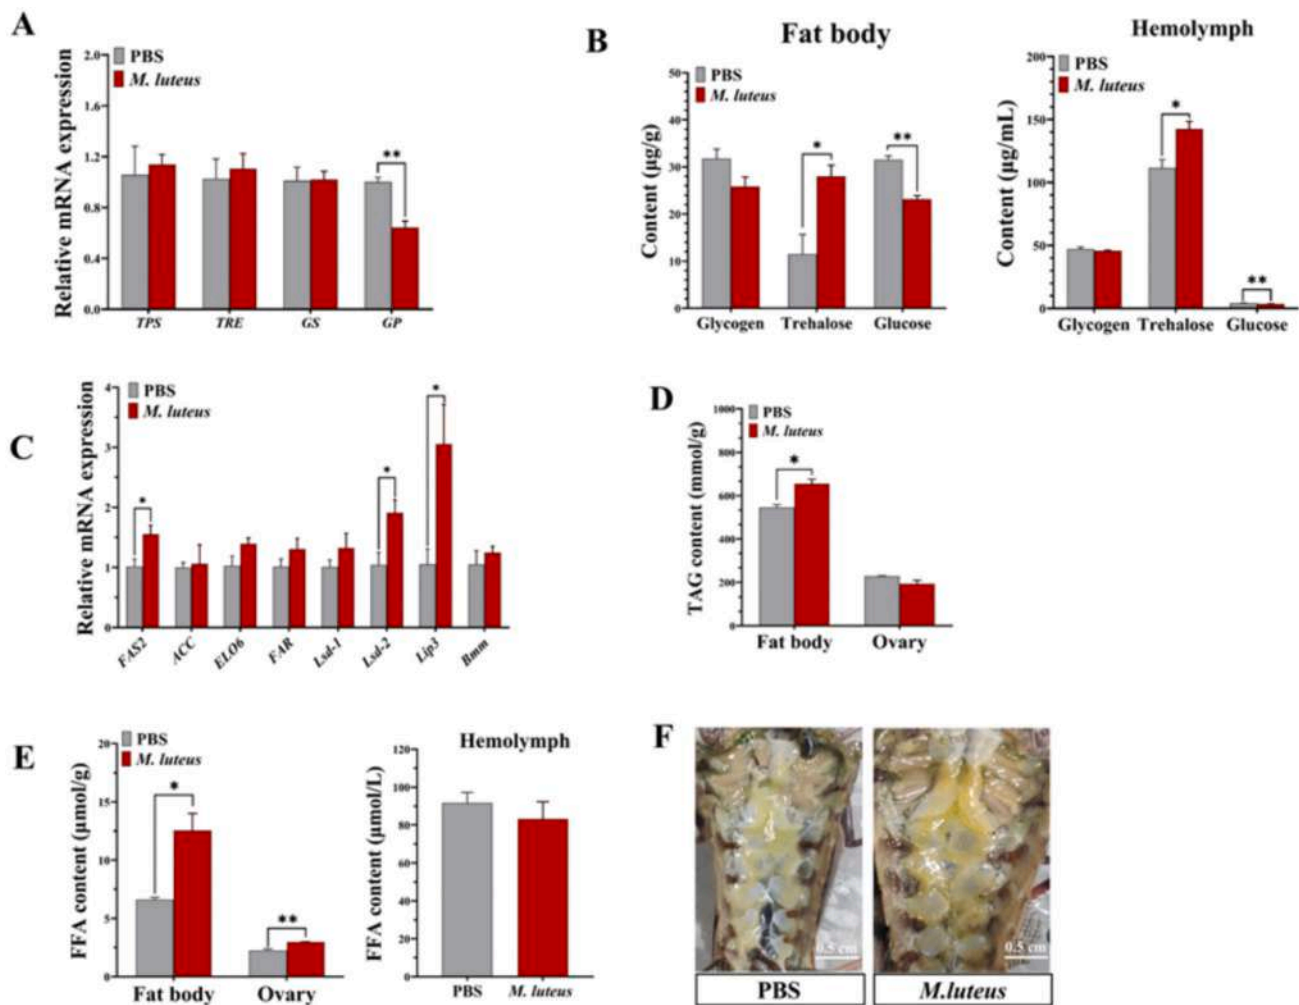 A
PBS
M. luteus
Relative mRNA expression
2.0
1.6
1.2
0.8
0.4
0.0
**
TPS TRE GS GP
B
Fat body
PBS
M. luteus
Content (μg/g)
50
40
30
20
10
0
*
**
Glycogen Trehalose Glucose
Hemolymph
PBS
M. luteus
Content (μg/mL)
200
150
100
50
0
*
**
Glycogen Trehalose Glucose
C
PBS
M. luteus
Relative mRNA expression
4
3
2
1
0
*
*
*
FAS2 ACC ELO6 FAR Lsd-1 Lsd-2 Lip3 Bmm
D
PBS
M. luteus
TAG content (mmol/g)
1000
800
600
400
200
0
*
Fat body Ovary
E
PBS
M. luteus
FFA content (μmol/g)
20
15
10
5
0
*
**
Fat body Ovary
Hemolymph
FFA content (μmol/L)
120
100
80
60
40
20
0
PBS M. luteus
F
0.5 cm
0.5 cm
PBS
M.luteus